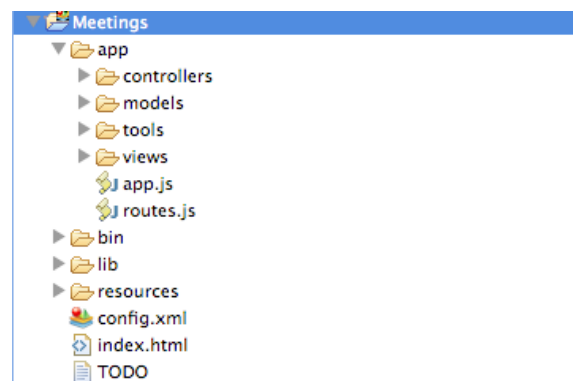 Meetings
app
controllers
models
tools
views
app.js
routes.js
bin
lib
resources
config.xml
index.html
TODO